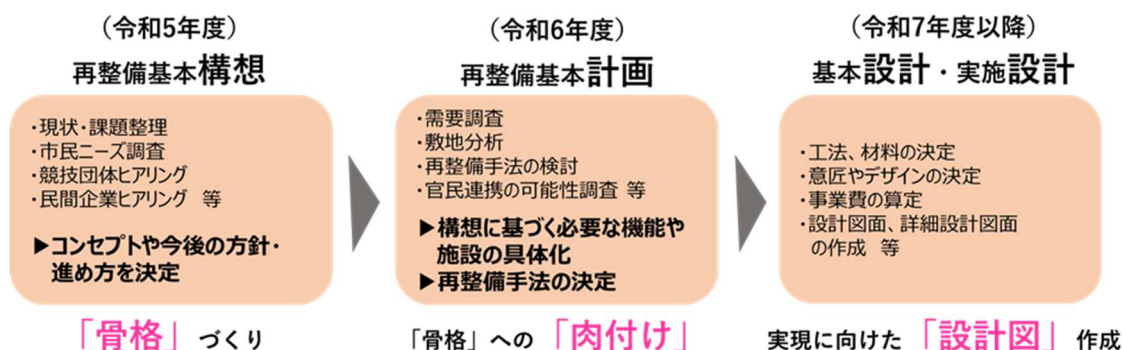 (令和5年度)
再整備基本構想
・現状・課題整理
・市民ニーズ調査
・競技団体ヒアリング
・民間企業ヒアリング 等
▶コンセプトや今後の方針・
進め方を決定
「骨格」づくり
(令和6年度)
再整備基本計画
・需要調査
・敷地分析
・再整備手法の検討
・官民連携の可能性調査 等
▶構想に基づく必要な機能や
施設の具体化
▶再整備手法の決定
「骨格」への「肉付け」
(令和7年度以降)
基本設計・実施設計
・工法、材料の決定
・意匠やデザインの決定
・事業費の算定
・設計図面、詳細設計図面
の作成 等
実現に向けた「設計図」作成